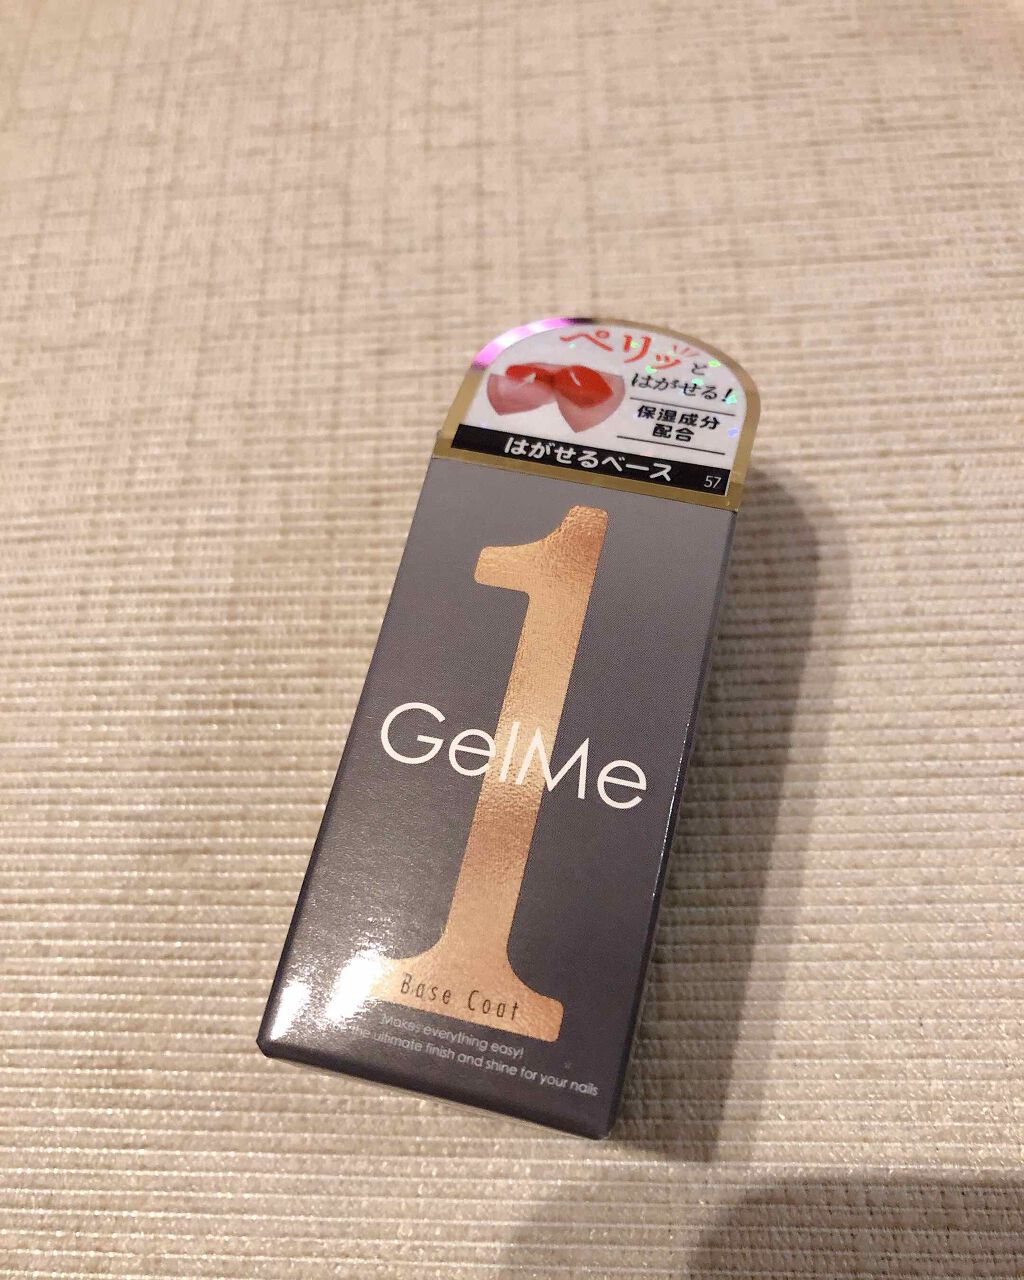 ペリッと
はがせる!
保湿成分
配合
はがせるベース 57
1
GelMe
Base Coat
Makes everything easy!
the ultimate finish and shine for your nails